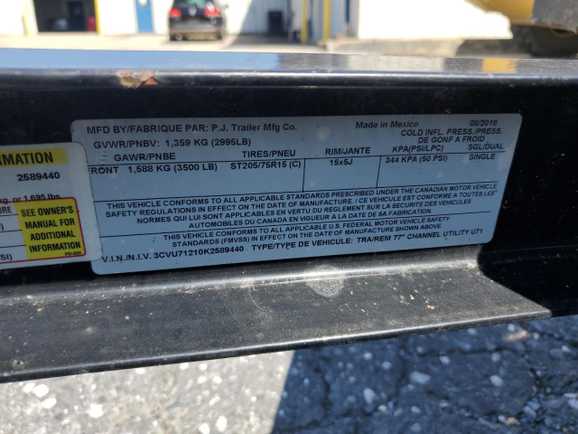 MFD BY/FABRIQUE PAR: P.J. Trailer Mfg Co. Made in Mexico 08/2018
GVWR/PNBV: 1,359 KG (2995LB) COLD INFL. PRESS./PRESS. DE GONF A FROID
GAWR/PNBE TIRES/PNEU RIM/JANTE KPA(PSI/LPC) SGL/DUAL
FRONT 1,588 KG (3500 LB) ST205/75R15 (C) 15x5J 344 KPA (50 PSI) SINGLE
THIS VEHICLE CONFORMS TO ALL APPLICABLE STANDARDS PRESCRIBED UNDER THE CANADIAN MOTOR VEHICLE
SAFETY REGULATIONS IN EFFECT ON THE DATE OF MANUFACTURE. / CE VEHICULE EST CONFORME A TOUTES LES
NORMES QUI LUI SONT APPLICABLES EN VERTU DU REGLEMENT SUR LA SECURITE DES VEHICULES
AUTOMOBILES DU CANADA EN VIGUEUR A LA DATE DE SA FABRICATION
THIS VEHICLE CONFORMS TO ALL APPLICABLE U.S. FEDERAL MOTOR VEHICLE SAFETY
STANDARDS (FMVSS) IN EFFECT ON THE DATE OF MANUFACTURE SHOWN ABOVE
V.I.N./N.I.V. 3CVU71210K2589440 TYPE/TYPE DE VÉHICULE: TRA/REM 77" CHANNEL UTILITY U71
2589440
1,695 lbs
SEE OWNER'S
MANUAL FOR
ADDITIONAL
INFORMATION